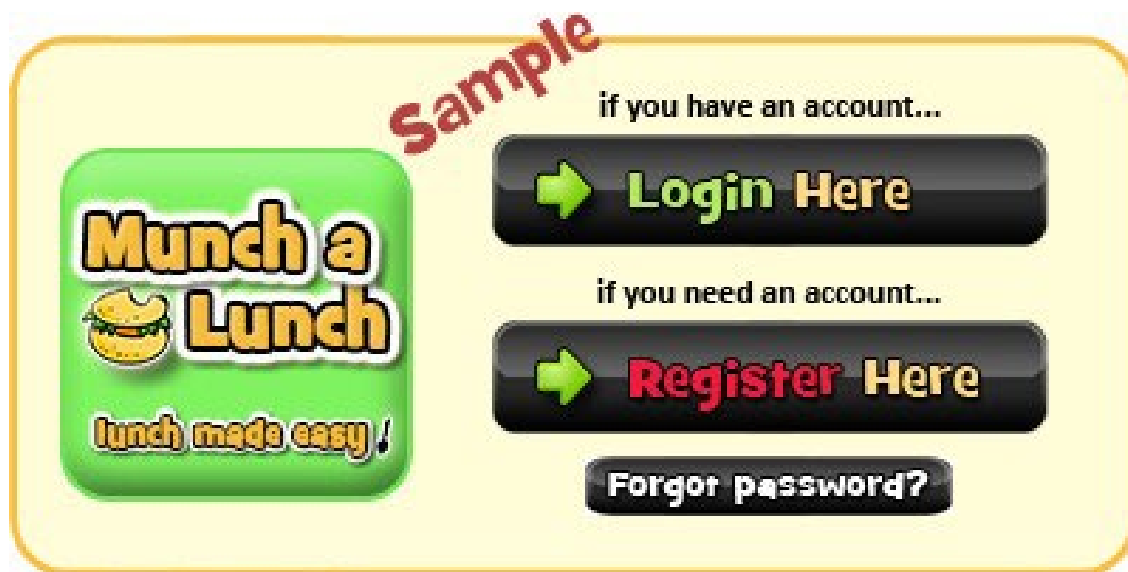 Sample
Munch a
Lunch
lunch made easy!
if you have an account...
Login Here
if you need an account...
Register Here
Forgot password?